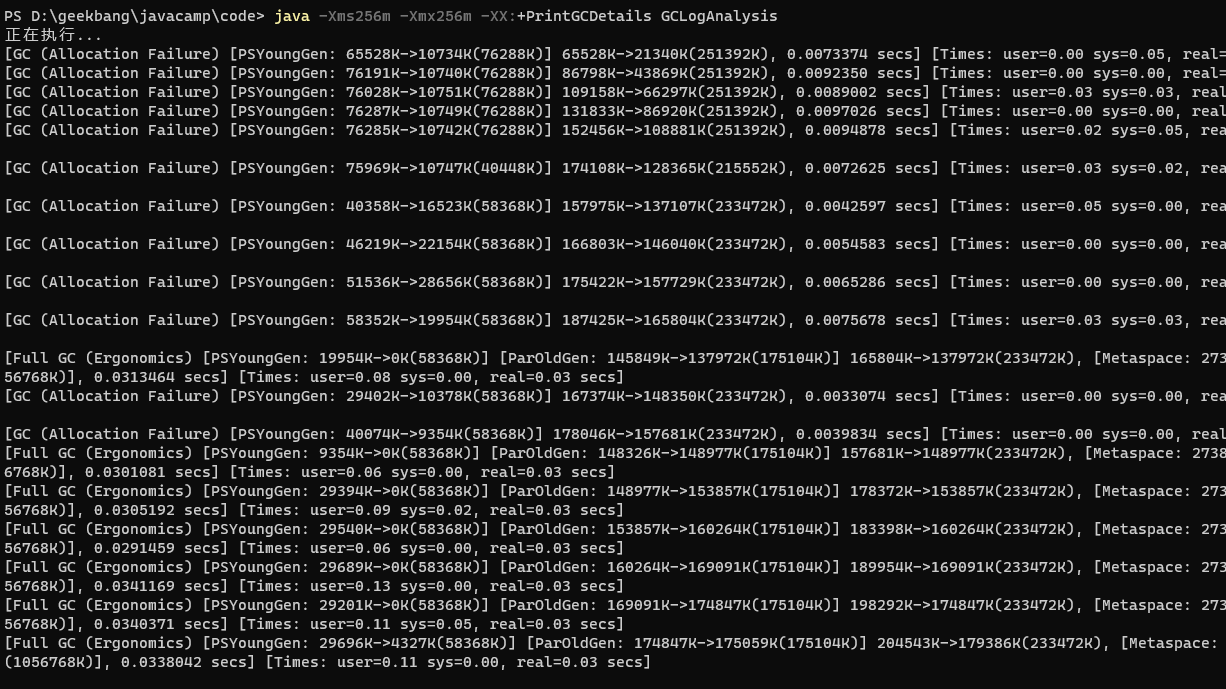 PS D:\geekbang\javacamp\code> java -Xms256m -Xmx256m -XX:+PrintGCDetails GCLogAnalysis
正在执行...
[GC (Allocation Failure) [PSYoungGen: 65528K->10734K(76288K)] 65528K->21340K(251392K), 0.0073374 secs] [Times: user=0.00 sys=0.05, real=
[GC (Allocation Failure) [PSYoungGen: 76191K->10740K(76288K)] 86798K->43869K(251392K), 0.0092350 secs] [Times: user=0.00 sys=0.00, real=
[GC (Allocation Failure) [PSYoungGen: 76028K->10751K(76288K)] 109158K->66297K(251392K), 0.0089002 secs] [Times: user=0.03 sys=0.03, real
[GC (Allocation Failure) [PSYoungGen: 76287K->10749K(76288K)] 131833K->86920K(251392K), 0.0097026 secs] [Times: user=0.00 sys=0.00, real
[GC (Allocation Failure) [PSYoungGen: 76285K->10742K(76288K)] 152456K->108881K(251392K), 0.0094878 secs] [Times: user=0.02 sys=0.05, rea
[GC (Allocation Failure) [PSYoungGen: 75969K->10747K(40448K)] 174108K->128365K(215552K), 0.0072625 secs] [Times: user=0.03 sys=0.02, rea
[GC (Allocation Failure) [PSYoungGen: 40358K->16523K(58368K)] 157975K->137107K(233472K), 0.0042597 secs] [Times: user=0.05 sys=0.00, rea
[GC (Allocation Failure) [PSYoungGen: 46219K->22154K(58368K)] 166803K->146040K(233472K), 0.0054583 secs] [Times: user=0.00 sys=0.00, rea
[GC (Allocation Failure) [PSYoungGen: 51536K->28656K(58368K)] 175422K->157729K(233472K), 0.0065286 secs] [Times: user=0.00 sys=0.00, rea
[GC (Allocation Failure) [PSYoungGen: 58352K->19954K(58368K)] 187425K->165804K(233472K), 0.0075678 secs] [Times: user=0.03 sys=0.03, rea
[Full GC (Ergonomics) [PSYoungGen: 19954K->0K(58368K)] [ParOldGen: 145849K->137972K(175104K)] 165804K->137972K(233472K), [Metaspace: 273
56768K)], 0.0313464 secs] [Times: user=0.08 sys=0.00, real=0.03 secs]
[GC (Allocation Failure) [PSYoungGen: 29402K->10378K(58368K)] 167374K->148350K(233472K), 0.0033074 secs] [Times: user=0.00 sys=0.00, rea
[GC (Allocation Failure) [PSYoungGen: 40074K->9354K(58368K)] 178046K->157681K(233472K), 0.0039834 secs] [Times: user=0.00 sys=0.00, real
[Full GC (Ergonomics) [PSYoungGen: 9354K->0K(58368K)] [ParOldGen: 148326K->148977K(175104K)] 157681K->148977K(233472K), [Metaspace: 2738
6768K)], 0.0301081 secs] [Times: user=0.06 sys=0.00, real=0.03 secs]
[Full GC (Ergonomics) [PSYoungGen: 29394K->0K(58368K)] [ParOldGen: 148977K->153857K(175104K)] 178372K->153857K(233472K), [Metaspace: 273
56768K)], 0.0305192 secs] [Times: user=0.09 sys=0.02, real=0.03 secs]
[Full GC (Ergonomics) [PSYoungGen: 29540K->0K(58368K)] [ParOldGen: 153857K->160264K(175104K)] 183398K->160264K(233472K), [Metaspace: 273
56768K)], 0.0291459 secs] [Times: user=0.06 sys=0.00, real=0.03 secs]
[Full GC (Ergonomics) [PSYoungGen: 29689K->0K(58368K)] [ParOldGen: 160264K->169091K(175104K)] 189954K->169091K(233472K), [Metaspace: 273
56768K)], 0.0341169 secs] [Times: user=0.13 sys=0.00, real=0.03 secs]
[Full GC (Ergonomics) [PSYoungGen: 29201K->0K(58368K)] [ParOldGen: 169091K->174847K(175104K)] 198292K->174847K(233472K), [Metaspace: 273
56768K)], 0.0340371 secs] [Times: user=0.11 sys=0.05, real=0.03 secs]
[Full GC (Ergonomics) [PSYoungGen: 29696K->4327K(58368K)] [ParOldGen: 174847K->175059K(175104K)] 204543K->179386K(233472K), [Metaspace:
(1056768K)], 0.0338042 secs] [Times: user=0.11 sys=0.00, real=0.03 secs]